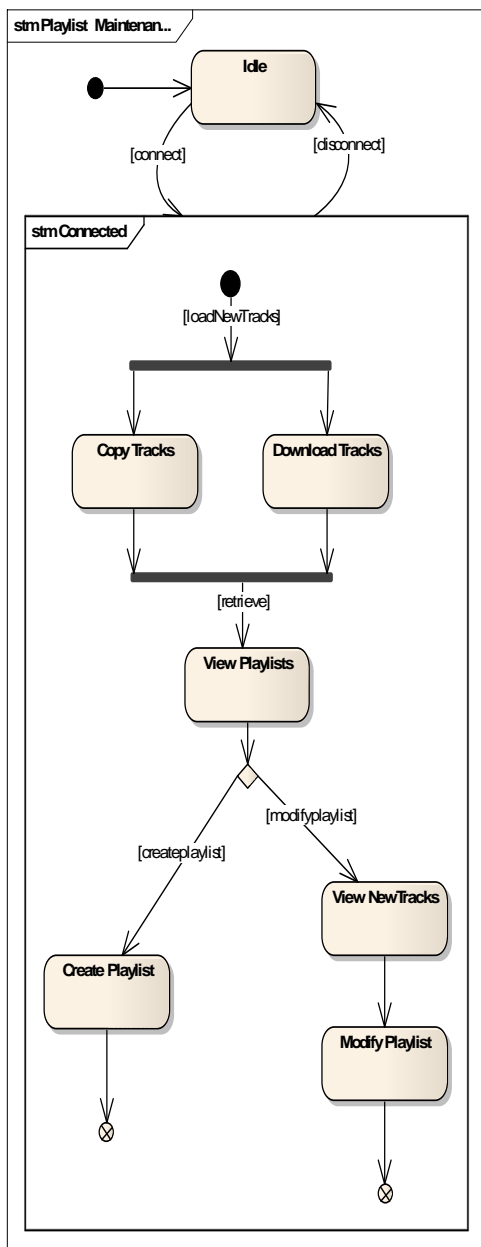 stm Playlist Maintenan...
Idle
[connect]
[disconnect]
stm Connected
[loadNewTracks]
Copy Tracks
Download Tracks
[retrieve]
View Playlists
[modifyplaylist]
[createplaylist]
View NewTracks
Create Playlist
Modify Playlist